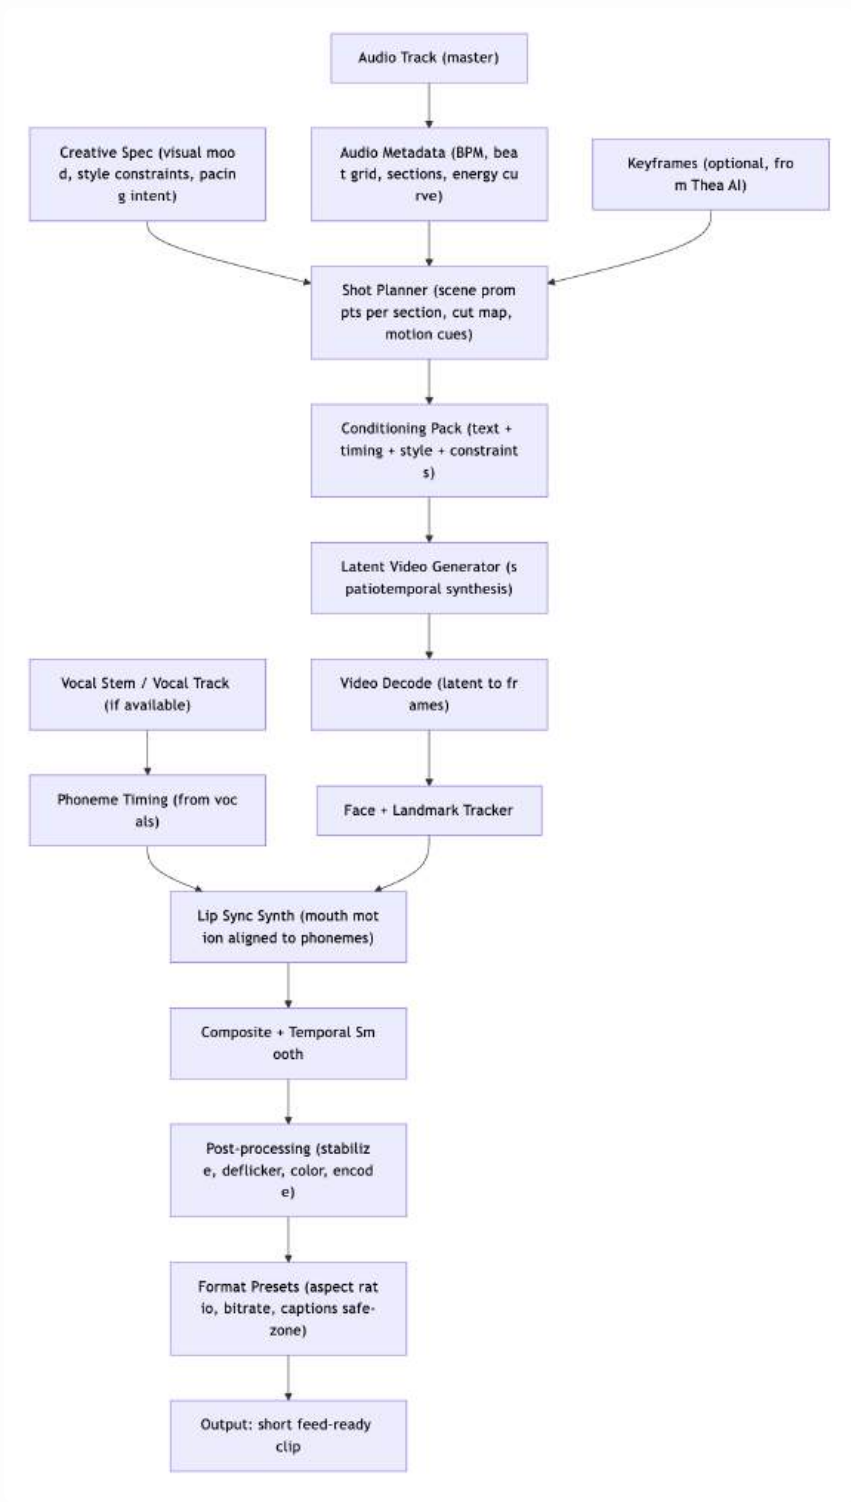 Audio Track (master)
Creative Spec (visual moo
d, style constraints, pacin
g intent)
Audio Metadata (BPM, bea
t grid, sections, energy cu
rve)
Keyframes (optional, fro
m Thea AI)
Shot Planner (scene prom
pts per section, cut map,
motion cues)
Conditioning Pack (text +
timing + style + constraint
s)
Latent Video Generator (s
patiotemporal synthesis)
Vocal Stem / Vocal Track
(if available)
Video Decode (latent to fr
ames)
Phoneme Timing (from voc
als)
Face + Landmark Tracker
Lip Sync Synth (mouth mot
ion aligned to phonemes)
Composite + Temporal Sm
ooth
Post-processing (stabiliz
e, deflicker, color, encod
e)
Format Presets (aspect rat
io, bitrate, captions safe-
zone)
Output: short feed-ready
clip